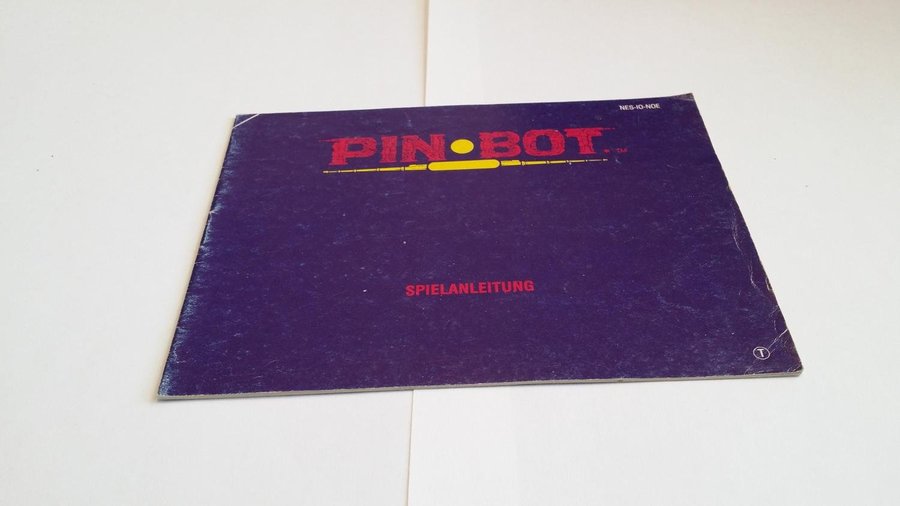 NES-IO-NOE
PIN•BOT.™
SPIELANLEITUNG
T